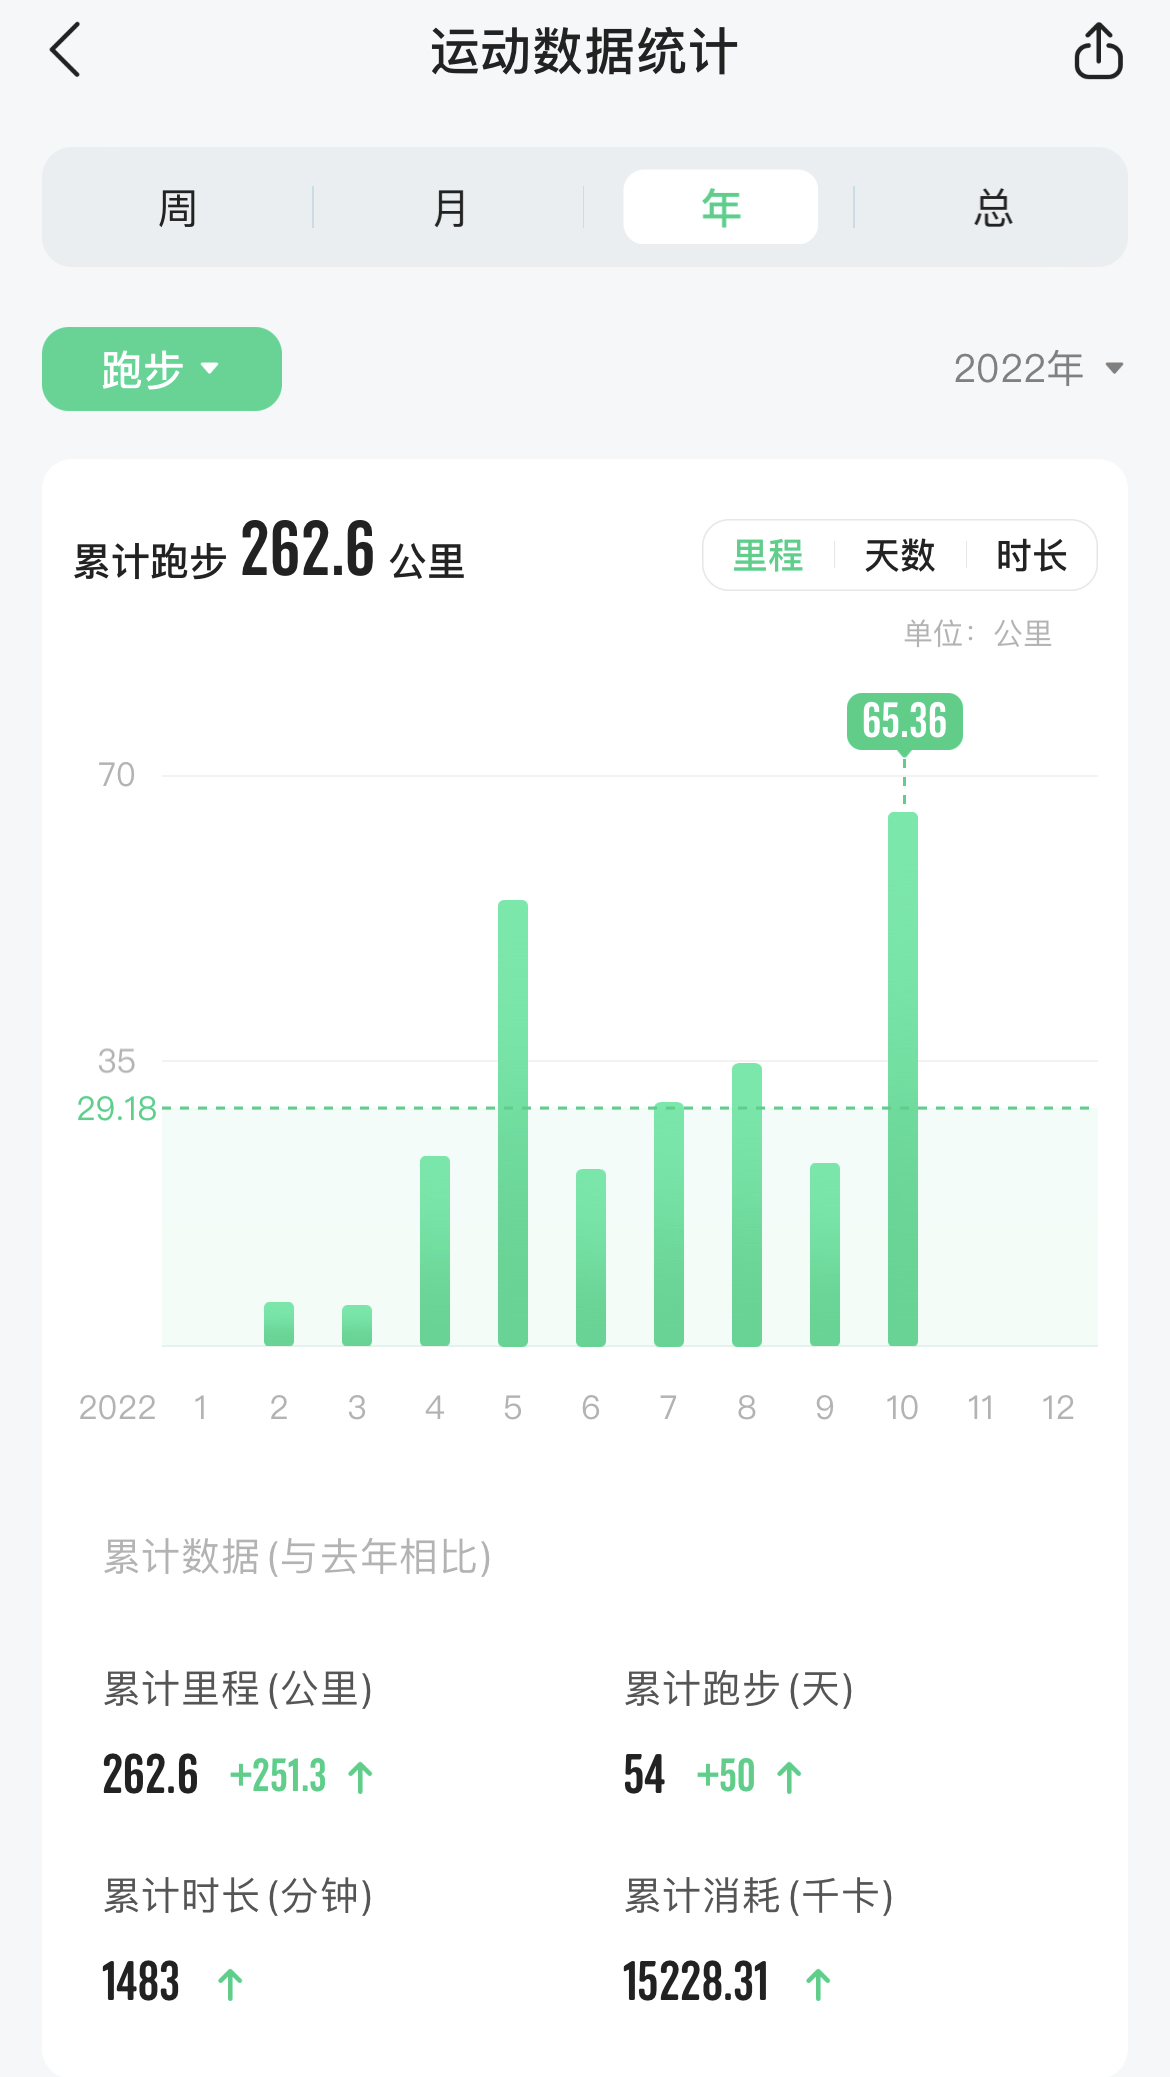 运动数据统计
周 月 年 总
跑步 2022年
累计跑步 262.6 公里 里程 天数 时长
单位：公里
65.36
70
35
29.18
2022 1 2 3 4 5 6 7 8 9 10 11 12
累计数据(与去年相比)
累计里程(公里) 累计跑步(天)
262.6 +251.3 ↑ 54 +50 ↑
累计时长(分钟) 累计消耗(千卡)
1483 ↑ 15228.31 ↑